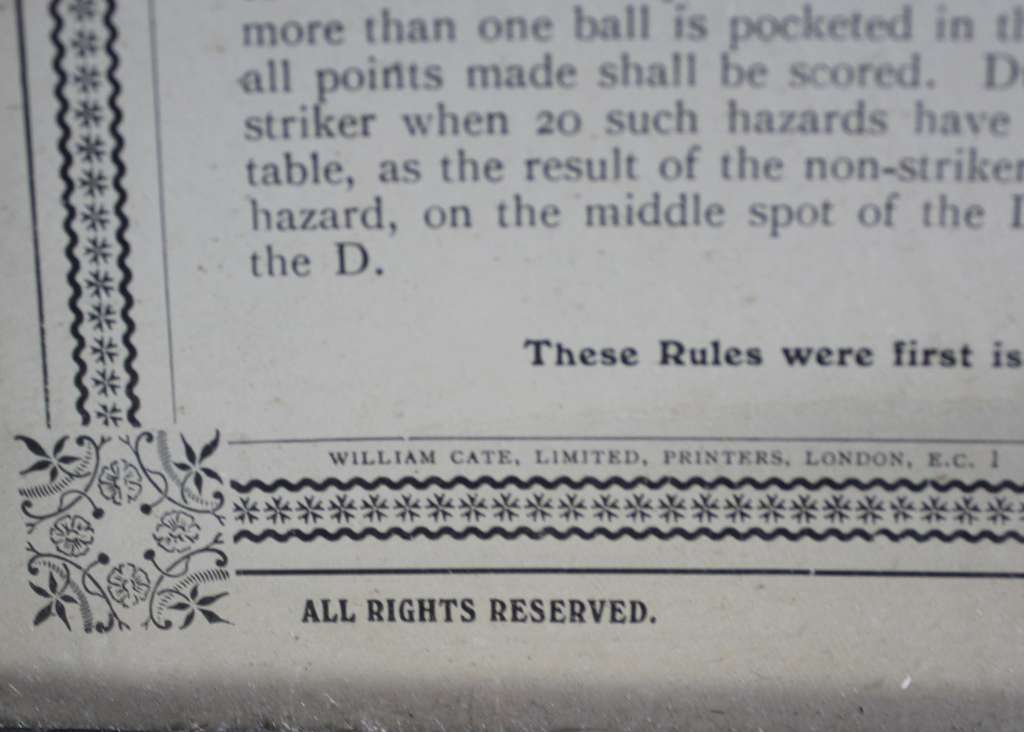 more than one ball is pocketed in th
all points made shall be scored. D
striker when 20 such hazards have
table, as the result of the non-striker
hazard, on the middle spot of the D
the D.
These Rules were first is
WILLIAM CATE, LIMITED, PRINTERS, LONDON, E.C. 1
ALL RIGHTS RESERVED.